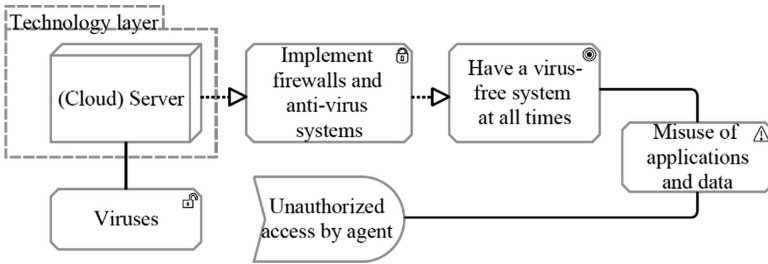 Technology layer
(Cloud) Server
Implement
firewalls and
anti-virus
systems
Have a virus-
free system
at all times
Misuse of
applications
and data
Viruses
Unauthorized
access by agent